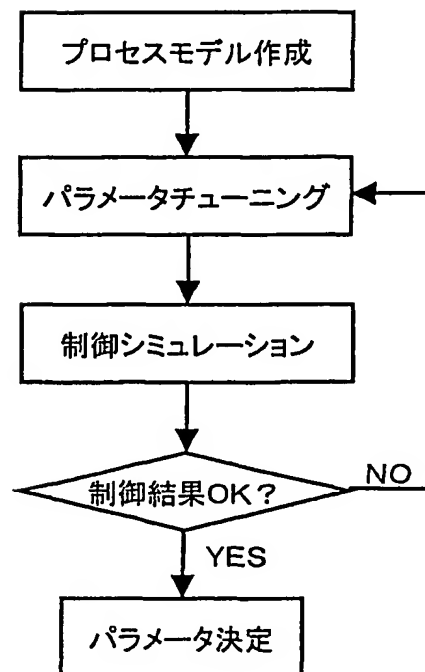 プロセスモデル作成
パラメータチューニング
制御シミュレーション
制御結果OK？
NO
YES
パラメータ決定